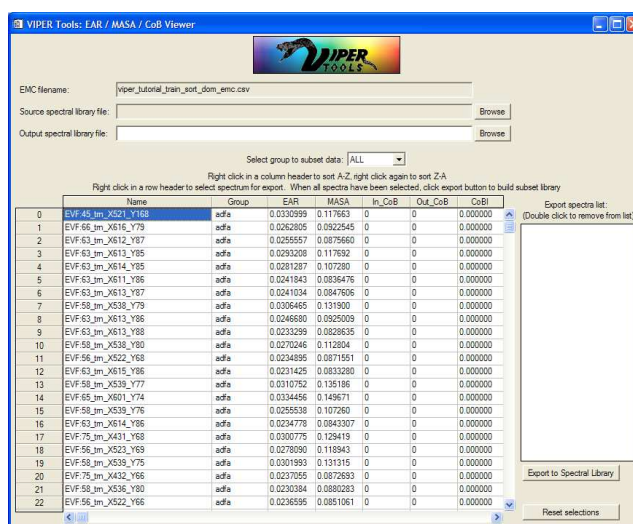 VIPER Tools: EAR / MASA / CoB Viewer
VIPER
TOOLS
EMC filename: viper_tutorial_train_sort_dom_emc.csv
Source spectral library file: Browse
Output spectral library file: Browse
Select group to subset data: ALL
Right click in a column header to sort A-Z, right click again to sort Z-A
Right click in a row header to select spectrum for export. When all spectra have been selected, click export button to build subset library
Export spectra list:
(Double click to remove from list)
Name Group EAR MASA In_CoB Out_CoB CoBI
0 EVF:45_tm_X521_Y168 adfa 0.0330999 0.117663 0 0 0.000000
1 EVF:66_tm_X616_Y79 adfa 0.0262805 0.0922545 0 0 0.000000
2 EVF:63_tm_X612_Y87 adfa 0.0255557 0.0875660 0 0 0.000000
3 EVF:63_tm_X613_Y85 adfa 0.0293208 0.117692 0 0 0.000000
4 EVF:63_tm_X614_Y85 adfa 0.0281287 0.107280 0 0 0.000000
5 EVF:63_tm_X611_Y86 adfa 0.0241843 0.0836476 0 0 0.000000
6 EVF:63_tm_X613_Y87 adfa 0.0241034 0.0847606 0 0 0.000000
7 EVF:58_tm_X538_Y79 adfa 0.0306465 0.131900 0 0 0.000000
8 EVF:63_tm_X613_Y86 adfa 0.0246680 0.0925009 0 0 0.000000
9 EVF:63_tm_X613_Y88 adfa 0.0233299 0.0828635 0 0 0.000000
10 EVF:58_tm_X538_Y80 adfa 0.0270246 0.112804 0 0 0.000000
11 EVF:56_tm_X522_Y68 adfa 0.0234895 0.0871551 0 0 0.000000
12 EVF:63_tm_X615_Y86 adfa 0.0231425 0.0833280 0 0 0.000000
13 EVF:58_tm_X539_Y77 adfa 0.0310752 0.135186 0 0 0.000000
14 EVF:65_tm_X601_Y74 adfa 0.0334456 0.149671 0 0 0.000000
15 EVF:58_tm_X539_Y76 adfa 0.0255538 0.107260 0 0 0.000000
16 EVF:63_tm_X614_Y86 adfa 0.0234778 0.0843307 0 0 0.000000
17 EVF:75_tm_X431_Y68 adfa 0.0300775 0.129419 0 0 0.000000
18 EVF:56_tm_X523_Y69 adfa 0.0278090 0.118943 0 0 0.000000
19 EVF:58_tm_X539_Y75 adfa 0.0301993 0.131315 0 0 0.000000
20 EVF:75_tm_X432_Y66 adfa 0.0237055 0.0872693 0 0 0.000000
21 EVF:58_tm_X536_Y80 adfa 0.0230384 0.0880283 0 0 0.000000
22 EVF:56_tm_X522_Y66 adfa 0.0236595 0.0851061 0 0 0.000000
Export to Spectral Library
Reset selections